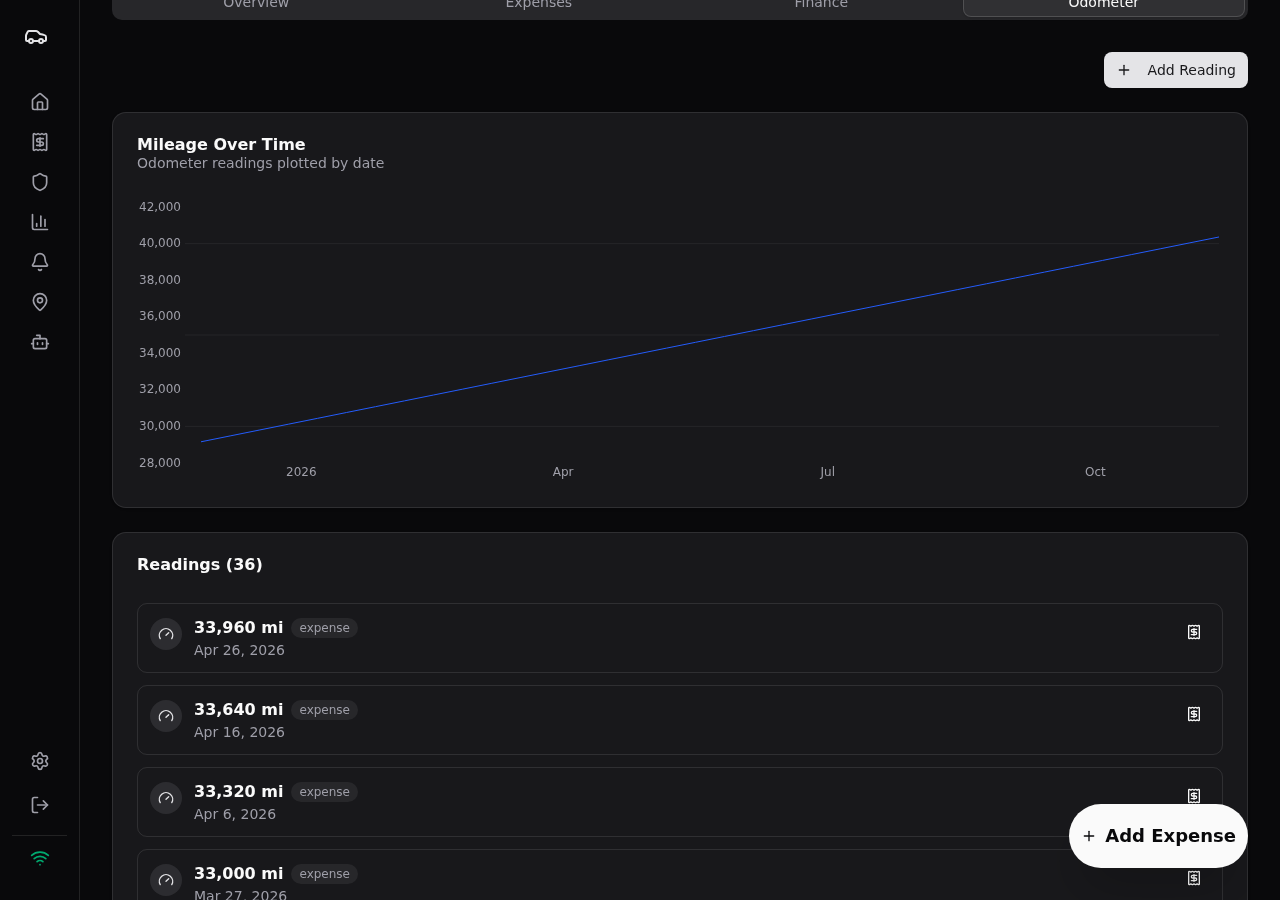 Overview Expenses Finance Odometer
Add Reading
Mileage Over Time
Odometer readings plotted by date
42,000
40,000
38,000
36,000
34,000
32,000
30,000
28,000
2026 Apr Jul Oct
Readings (36)
33,960 mi expense
Apr 26, 2026
33,640 mi expense
Apr 16, 2026
33,320 mi expense
Apr 6, 2026
Add Expense
33,000 mi expense
Mar 27, 2026